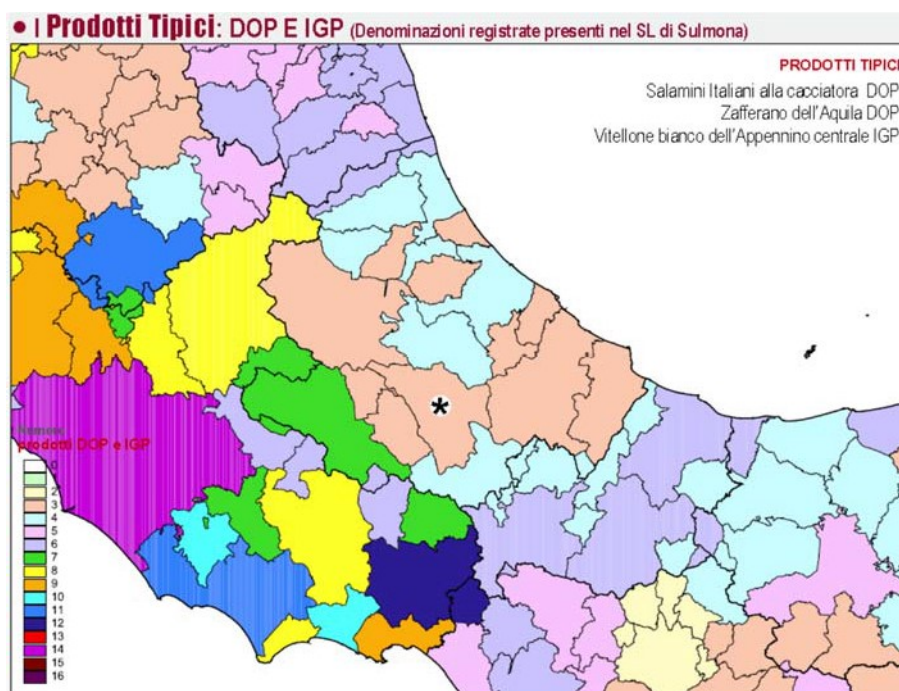 • I Prodotti Tipici: DOP E IGP (Denominazioni registrate presenti nel SL di Sulmona)
PRODOTTI TIPICI
Salamini Italiani alla cacciatora DOP
Zafferano dell'Aquila DOP
Vitellone bianco dell'Appennino centrale IGP
*
prodotti DOP e IGP
0
2
3
4
5
6
7
8
9
10
11
12
13
14
15
16